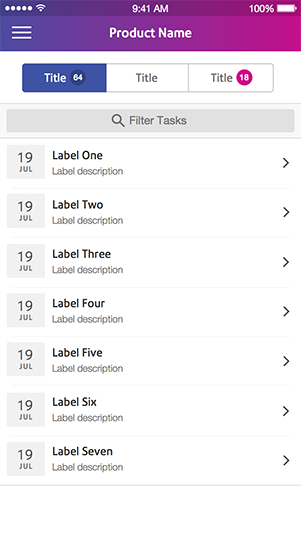 9:41 AM 100%
Product Name
Title 64 Title Title 18
Filter Tasks
19 Label One
JUL Label description
19 Label Two
JUL Label description
19 Label Three
JUL Label description
19 Label Four
JUL Label description
19 Label Five
JUL Label description
19 Label Six
JUL Label description
19 Label Seven
JUL Label description